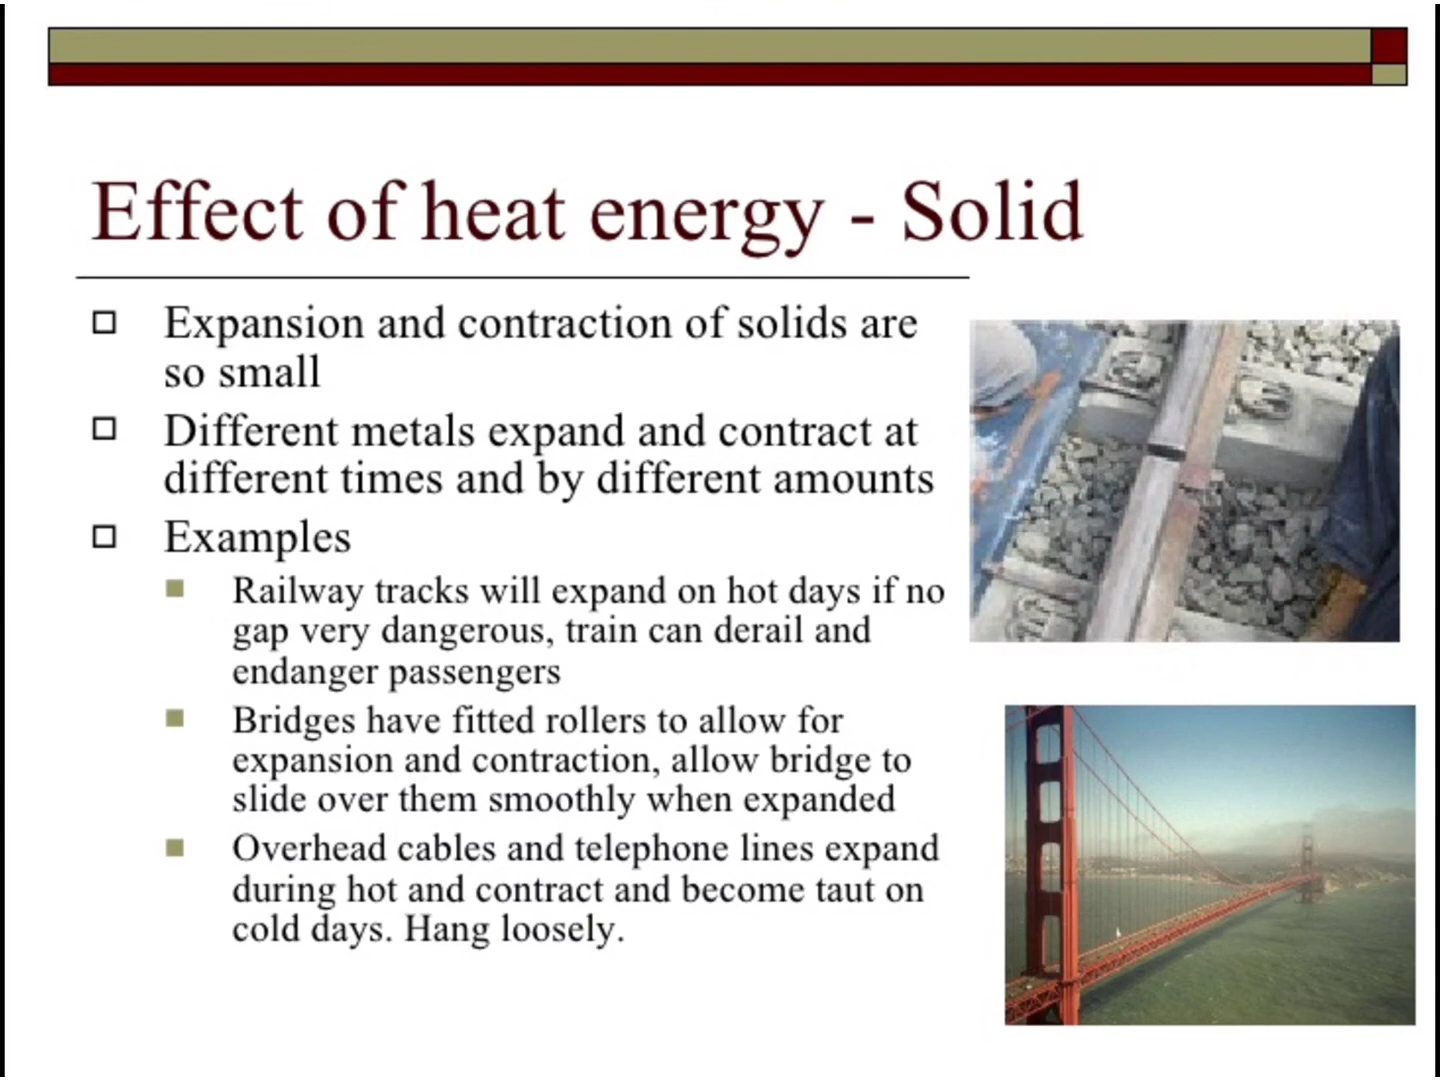 Effect of heat energy - Solid
Expansion and contraction of solids are
so small
Different metals expand and contract at
different times and by different amounts
Examples
Railway tracks will expand on hot days if no
gap very dangerous, train can derail and
endanger passengers
Bridges have fitted rollers to allow for
expansion and contraction, allow bridge to
slide over them smoothly when expanded
Overhead cables and telephone lines expand
during hot and contract and become taut on
cold days. Hang loosely.